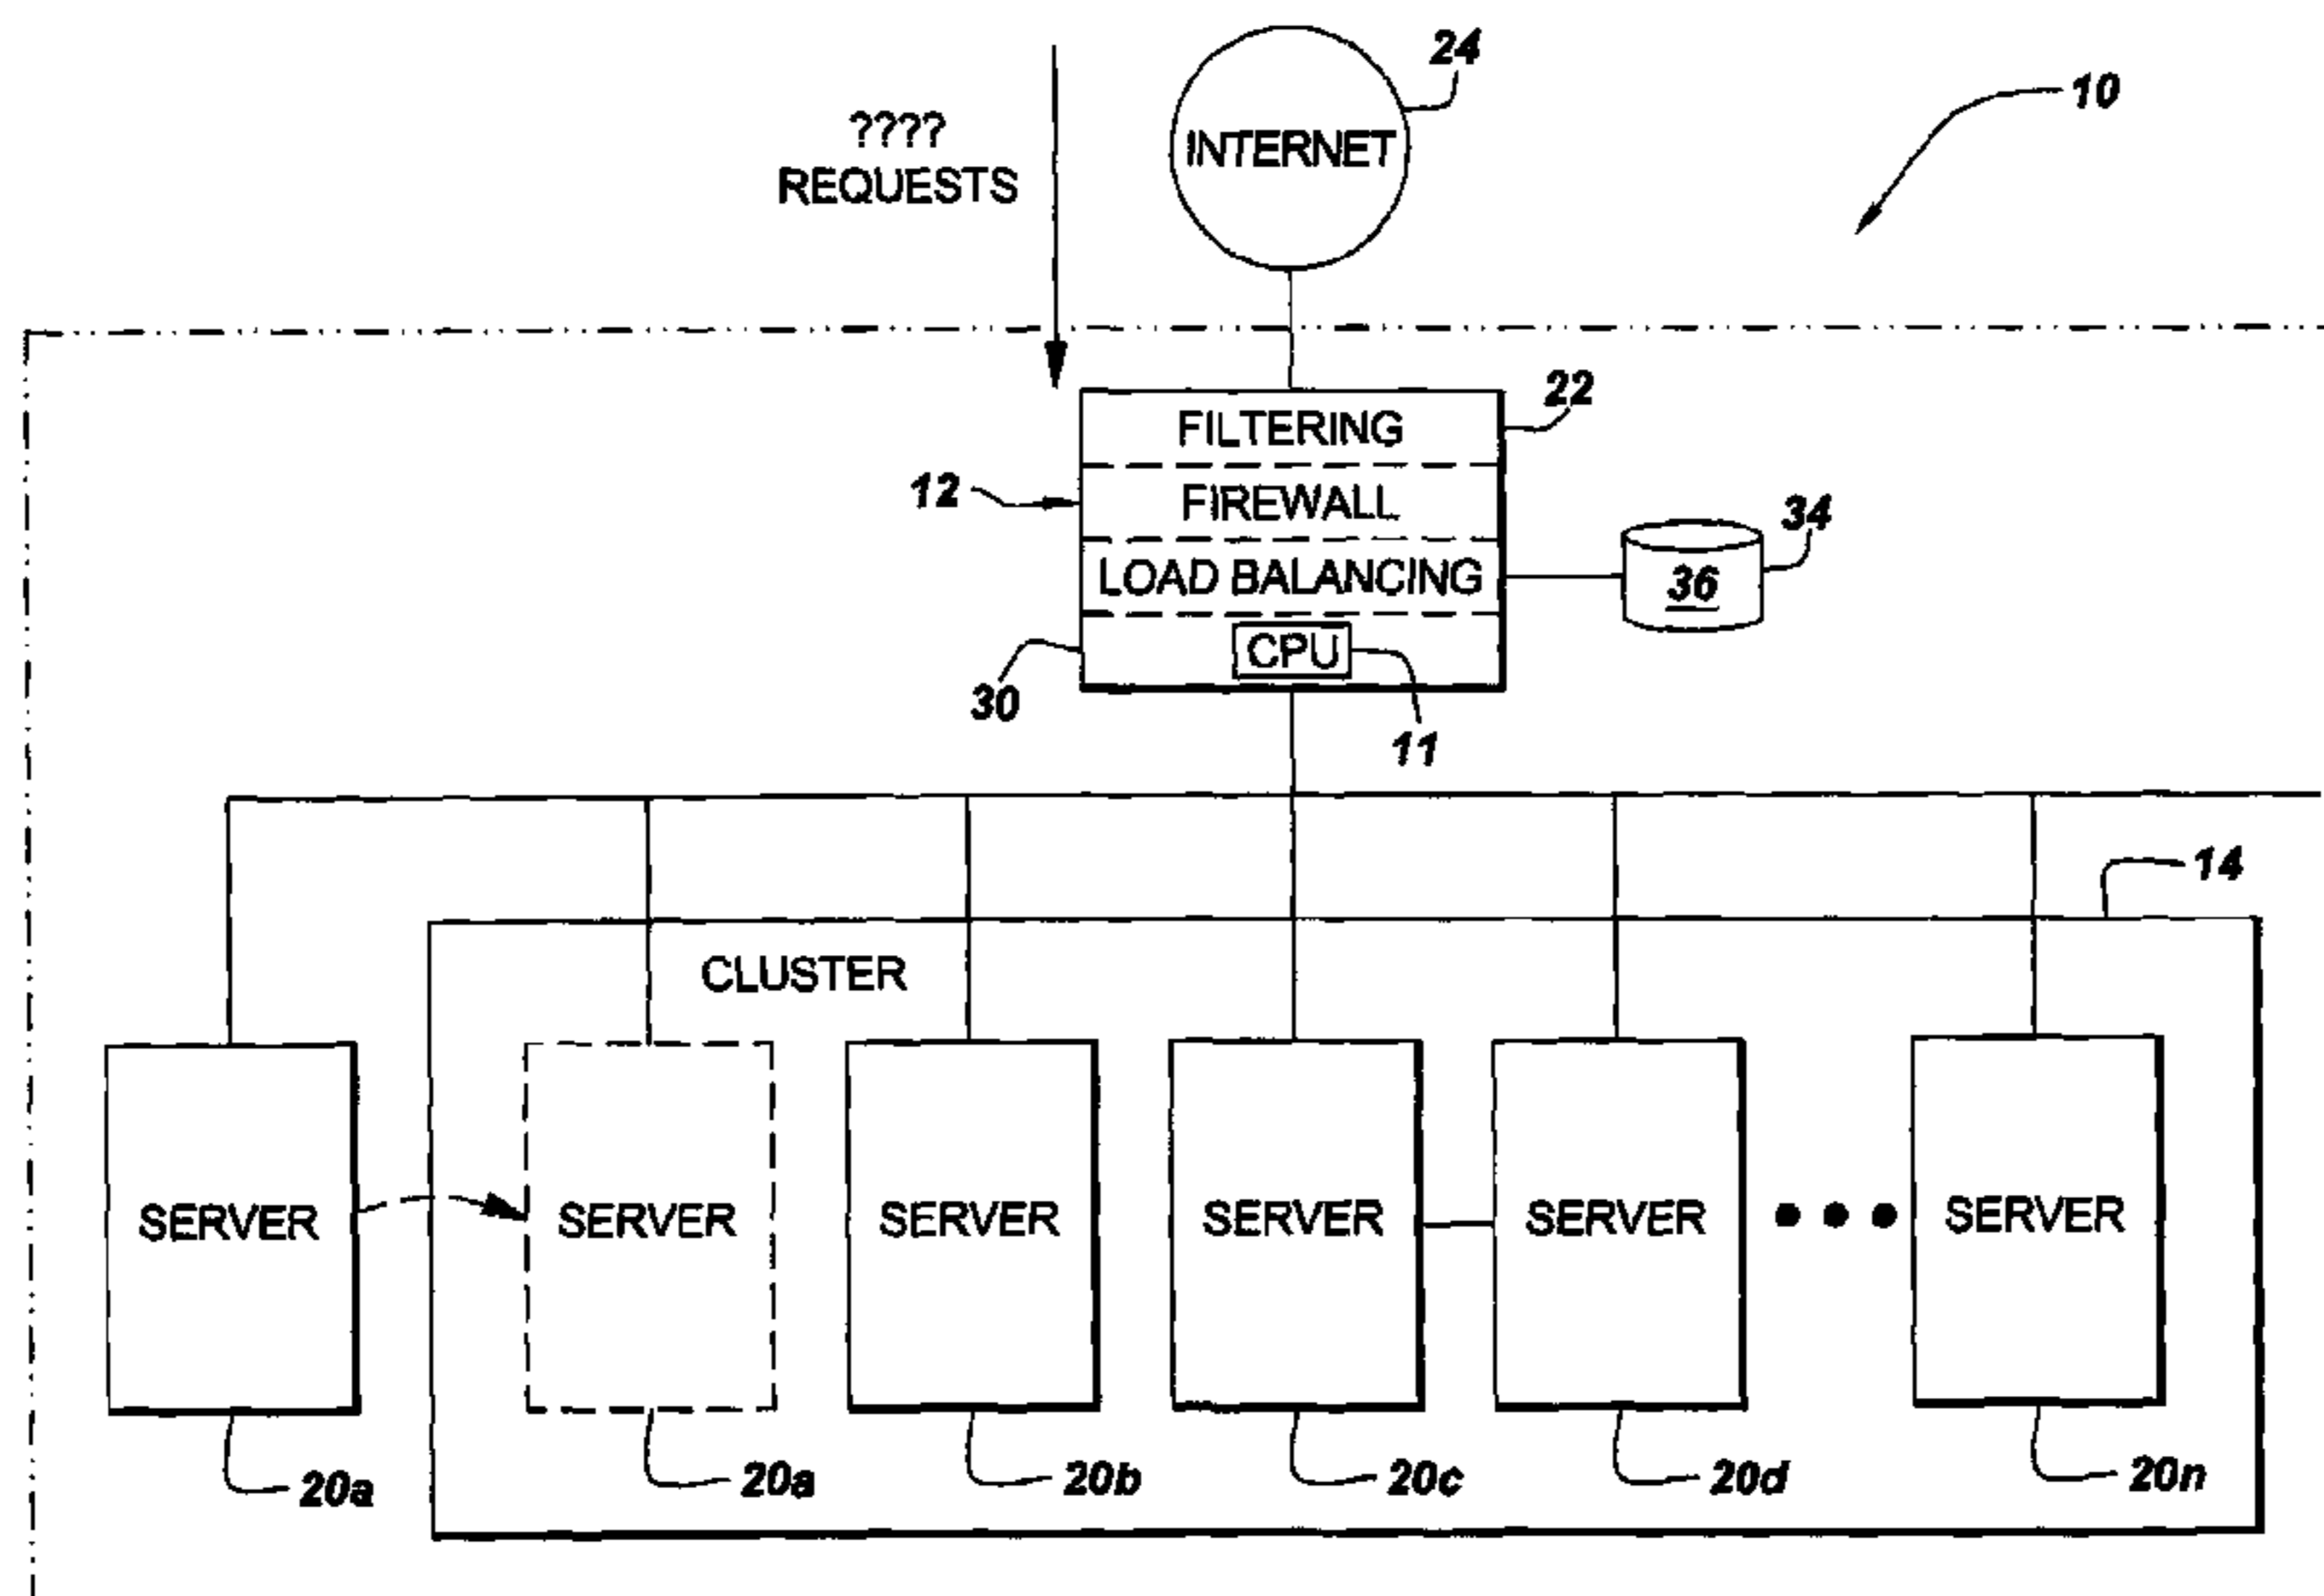 24
10
????
REQUESTS
INTERNET
22
FILTERING
12
FIREWALL
34
LOAD BALANCING
36
CPU
30
11
14
CLUSTER
SERVER
SERVER
SERVER
SERVER
SERVER
SERVER
20a
20a
20b
20c
20d
20n